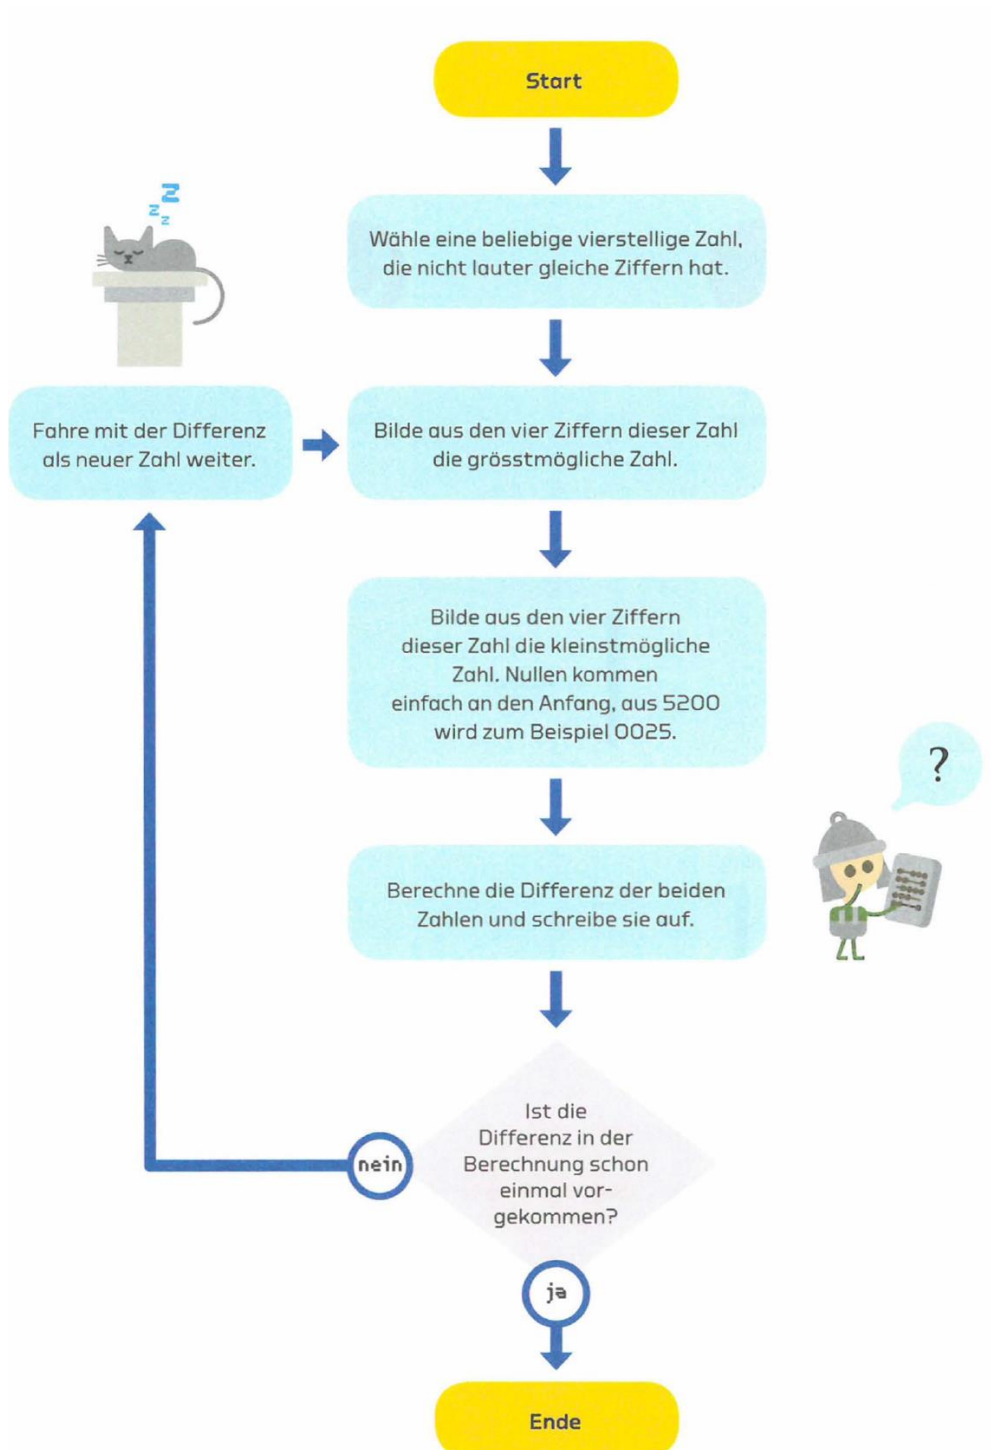 Start
Wähle eine beliebige vierstellige Zahl,
die nicht lauter gleiche Ziffern hat.
Fahre mit der Differenz
als neuer Zahl weiter.
Bilde aus den vier Ziffern dieser Zahl
die grösstmögliche Zahl.
Bilde aus den vier Ziffern
dieser Zahl die kleinstmögliche
Zahl. Nullen kommen
einfach an den Anfang, aus 5200
wird zum Beispiel 0025.
?
Berechne die Differenz der beiden
Zahlen und schreibe sie auf.
Ist die
Differenz in der
Berechnung schon
einmal vor-
gekommen?
nein
ja
Ende